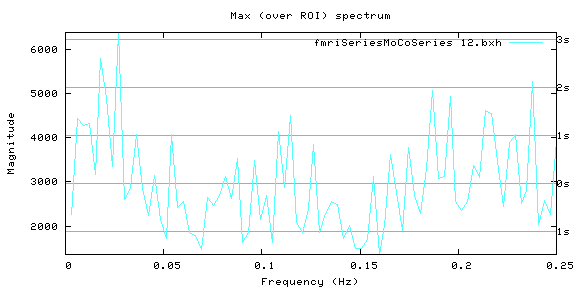 Max (over ROI) spectrum
fmriSeriesMoCoSeries 12.bxh
Magnitude
6000
5000
4000
3000
2000
3s
2s
1s
0s
1s
0
0.05
0.1
0.15
0.2
0.25
Frequency (Hz)